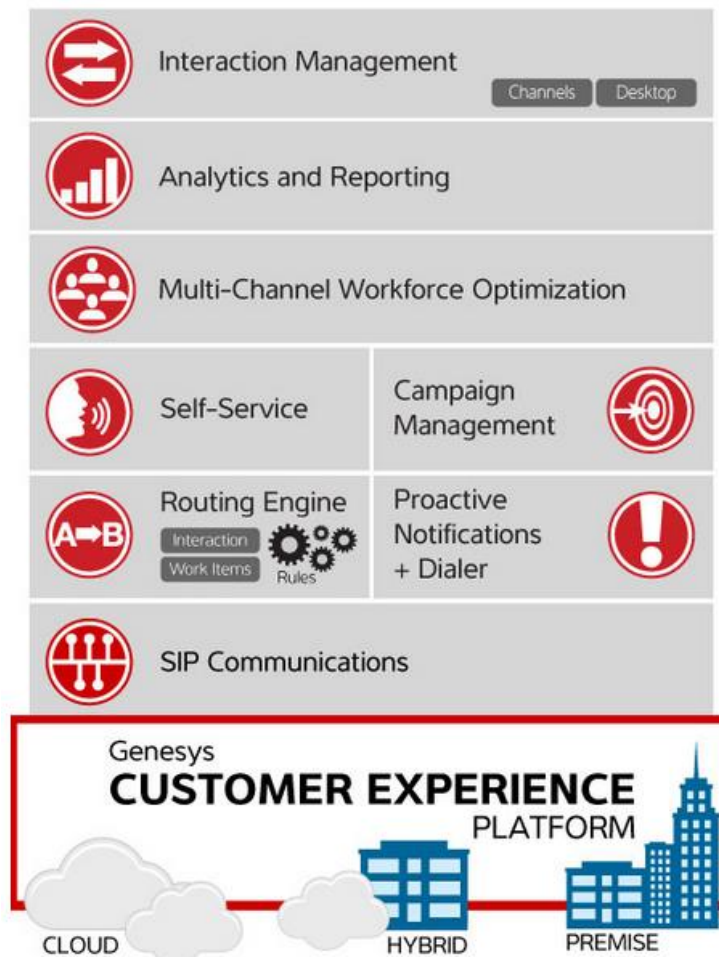 Interaction Management
Channels Desktop
Analytics and Reporting
Multi-Channel Workforce Optimization
Self-Service
Campaign
Management
A B
Routing Engine
Interaction
Work Items
Rules
Proactive
Notifications
+ Dialer
!
SIP Communications
Genesys
CUSTOMER EXPERIENCE
PLATFORM
CLOUD
HYBRID
PREMISE